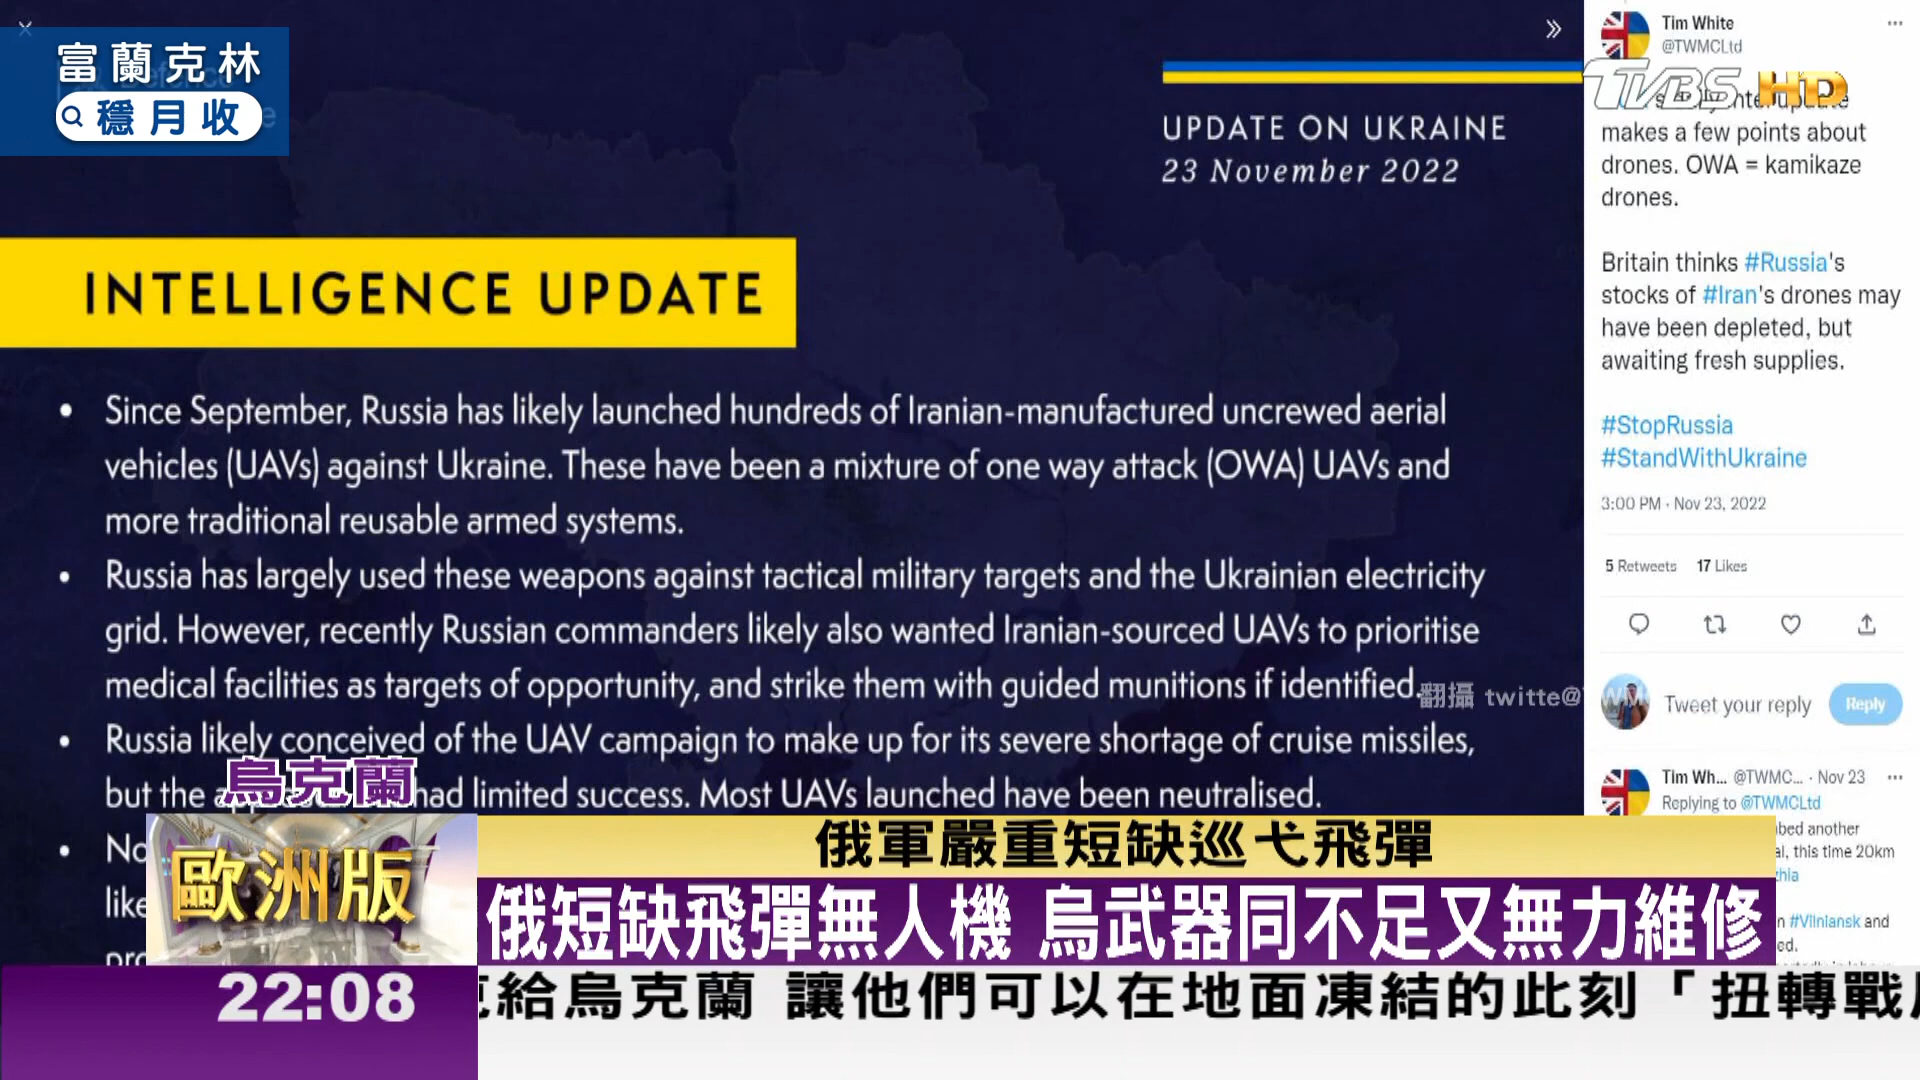 富蘭克林
穩月收
UPDATE ON UKRAINE
23 November 2022
INTELLIGENCE UPDATE
• Since September, Russia has likely launched hundreds of Iranian-manufactured uncrewed aerial
vehicles (UAVs) against Ukraine. These have been a mixture of one way attack (OWA) UAVs and
more traditional reusable armed systems.
• Russia has largely used these weapons against tactical military targets and the Ukrainian electricity
grid. However, recently Russian commanders likely also wanted Iranian-sourced UAVs to prioritise
medical facilities as targets of opportunity, and strike them with guided munitions if identified.
• Russia likely conceived of the UAV campaign to make up for its severe shortage of cruise missiles,
but the had limited success. Most UAVs launched have been neutralised.
•
Tim White
@TWMCLtd
TVBS HD
update
makes a few points about
drones. OWA = kamikaze
drones.
Britain thinks #Russia's
stocks of #Iran's drones may
have been depleted, but
awaiting fresh supplies.
#StopRussia
#StandWithUkraine
3:00 PM · Nov 23, 2022
5 Retweets 17 Likes
翻攝 twitte@TWMC
Tweet your reply
Reply
Tim Wh... @TWMC... · Nov 23
Replying to @TWMCLtd
another
this time 20km
#Vilniansk and
烏克蘭
歐洲版
俄軍嚴重短缺巡弋飛彈
俄短缺飛彈無人機 烏武器同不足又無力維修
22:08
克給烏克蘭 讓他們可以在地面凍結的此刻「扭轉戰局